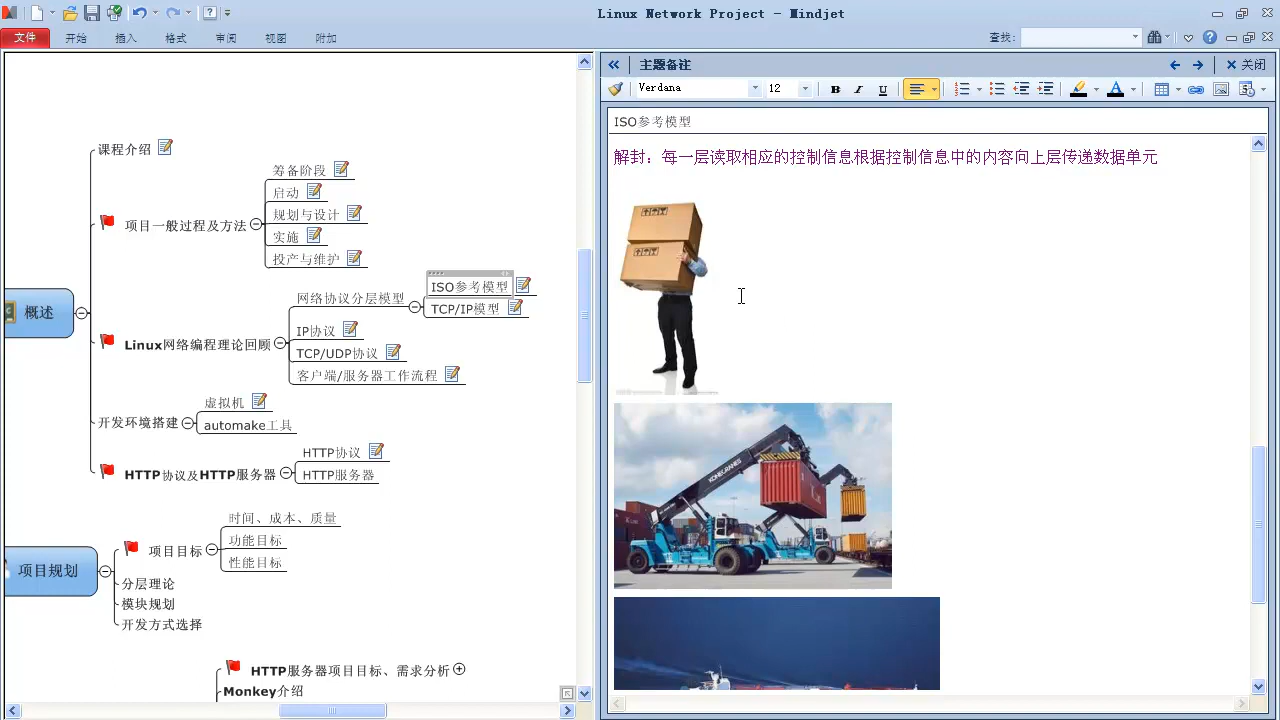 Linux Network Project - Mindjet
文件
开始
插入
格式
审阅
视图
附加
查找:
主题备注
关闭
Verdana
12
B
I
U
ISO参考模型
解封：每一层读取相应的控制信息根据控制信息中的内容向上层传递数据单元
KONECRANES
课程介绍
项目一般过程及方法
筹备阶段
启动
规划与设计
实施
投产与维护
概述
Linux网络编程理论回顾
网络协议分层模型
ISO参考模型
TCP/IP模型
IP协议
TCP/UDP协议
客户端/服务器工作流程
开发环境搭建
虚拟机
automake工具
HTTP协议及HTTP服务器
HTTP协议
HTTP服务器
项目规划
项目目标
时间、成本、质量
功能目标
性能目标
分层理论
模块规划
开发方式选择
HTTP服务器项目目标、需求分析
Monkey介绍